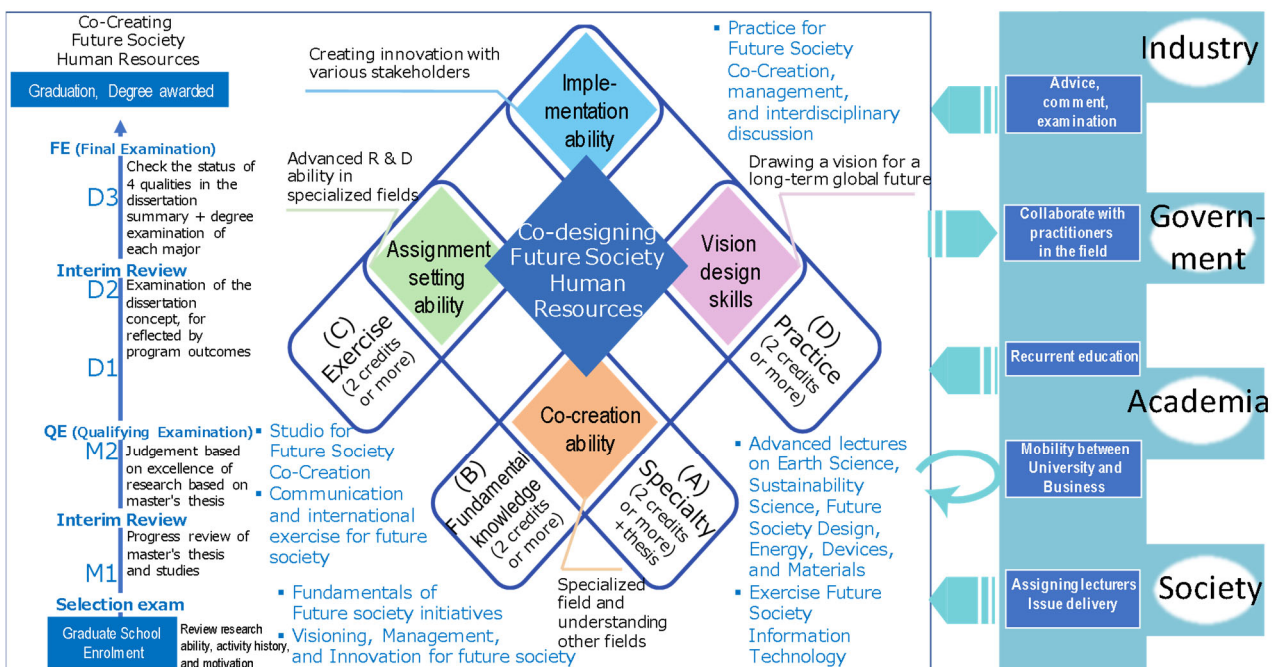 Co-Creating
Future Society
Human Resources
Graduation, Degree awarded
FE (Final Examination)
D3
Check the status of
4 qualities in the
dissertation
summary + degree
examination of
each major
Interim Review
D2
Examination of the
dissertation
concept, for
reflected by
program outcomes
D1
QE (Qualifying Examination)
M2
Judgement based
on excellence of
research based on
master's thesis
Interim Review
Progress review of
master's thesis
and studies
M1
Selection exam
Graduate School
Enrolment
Review research
ability, activity history,
and motivation
Creating innovation with
various stakeholders
Advanced R & D
ability in
specialized fields
Imple-
mentation
ability
Assignment
setting ability
Co-designing
Future Society
Human
Resources
Vision
design
skills
Co-creation
ability
(C)
Exercise
(2 credits
or more)
(B)
Fundamental
knowledge
(2 credits
or more)
(A)
Specialty
(2 credits
or more)
+thesis
(D)
Practice
(2 credits
or more)
▪ Practice for
Future Society
Co-Creation,
management,
and interdisciplinary
discussion
Drawing a vision for a
long-term global future
▪ Studio for
Future Society
Co-Creation
▪ Communication
and international
exercise for future
society
▪ Fundamentals of
Future society initiatives
▪ Visioning, Management,
and Innovation for future society
Specialized
field and
understanding
other fields
▪ Advanced lectures
on Earth Science,
Sustainability
Science, Future
Society Design,
Energy, Devices,
and Materials
▪ Exercise Future
Society
Information
Technology
Industry
Advice,
comment,
examination
Govern-
ment
Collaborate with
practitioners
in the field
Recurrent education
Academia
Mobility between
University and
Business
Society
Assigning lecturers
Issue delivery